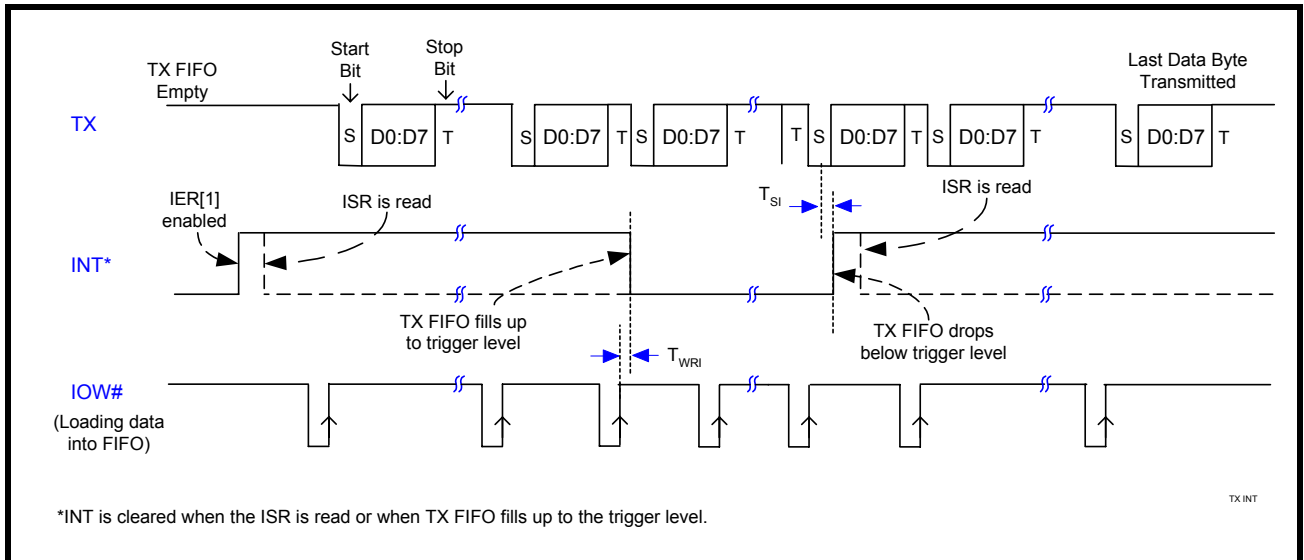 TX FIFO
Empty
Start
Bit
Stop
Bit
Last Data Byte
Transmitted
TX
S D0:D7 T S D0:D7 T S D0:D7 T T S D0:D7 T S D0:D7 T S D0:D7 T
IER[1]
enabled
ISR is read
TSI
ISR is read
INT*
TX FIFO fills up
to trigger level
TX FIFO drops
below trigger level
TWRI
IOW#
(Loading data
into FIFO)
*INT is cleared when the ISR is read or when TX FIFO fills up to the trigger level.
TX INT